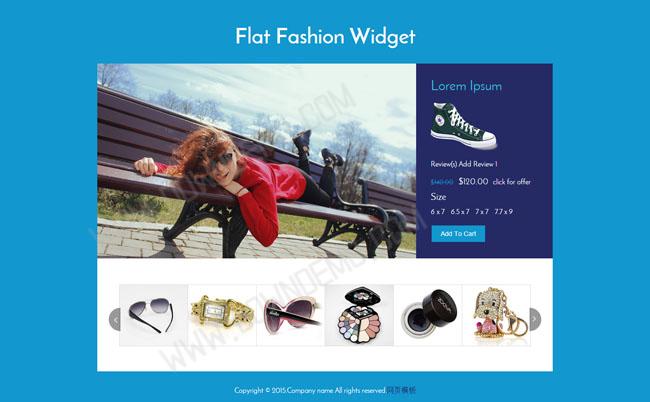 Flat Fashion Widget
Lorem Ipsum
Review(s) Add Review 1
$140.00 $120.00 click for offer
Size
6 x 7 6.5 x 7 7 x 7 7.7 x 9
Add To Cart
Copyright © 2015.Company name All rights reserved.网页模板